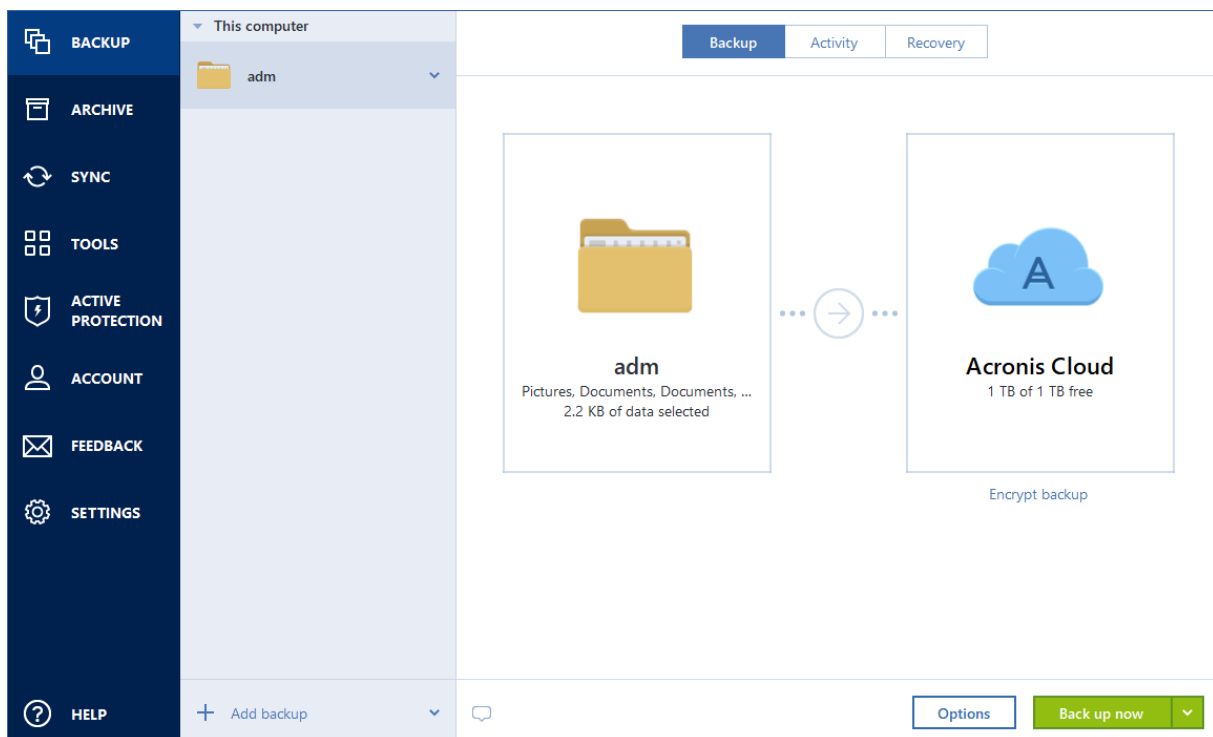 BACKUP
ARCHIVE
SYNC
TOOLS
ACTIVE
PROTECTION
ACCOUNT
FEEDBACK
SETTINGS
HELP
This computer
adm
Add backup
Backup
Activity
Recovery
adm
Pictures, Documents, Documents, ...
2.2 KB of data selected
Acronis Cloud
1 TB of 1 TB free
Encrypt backup
Options
Back up now